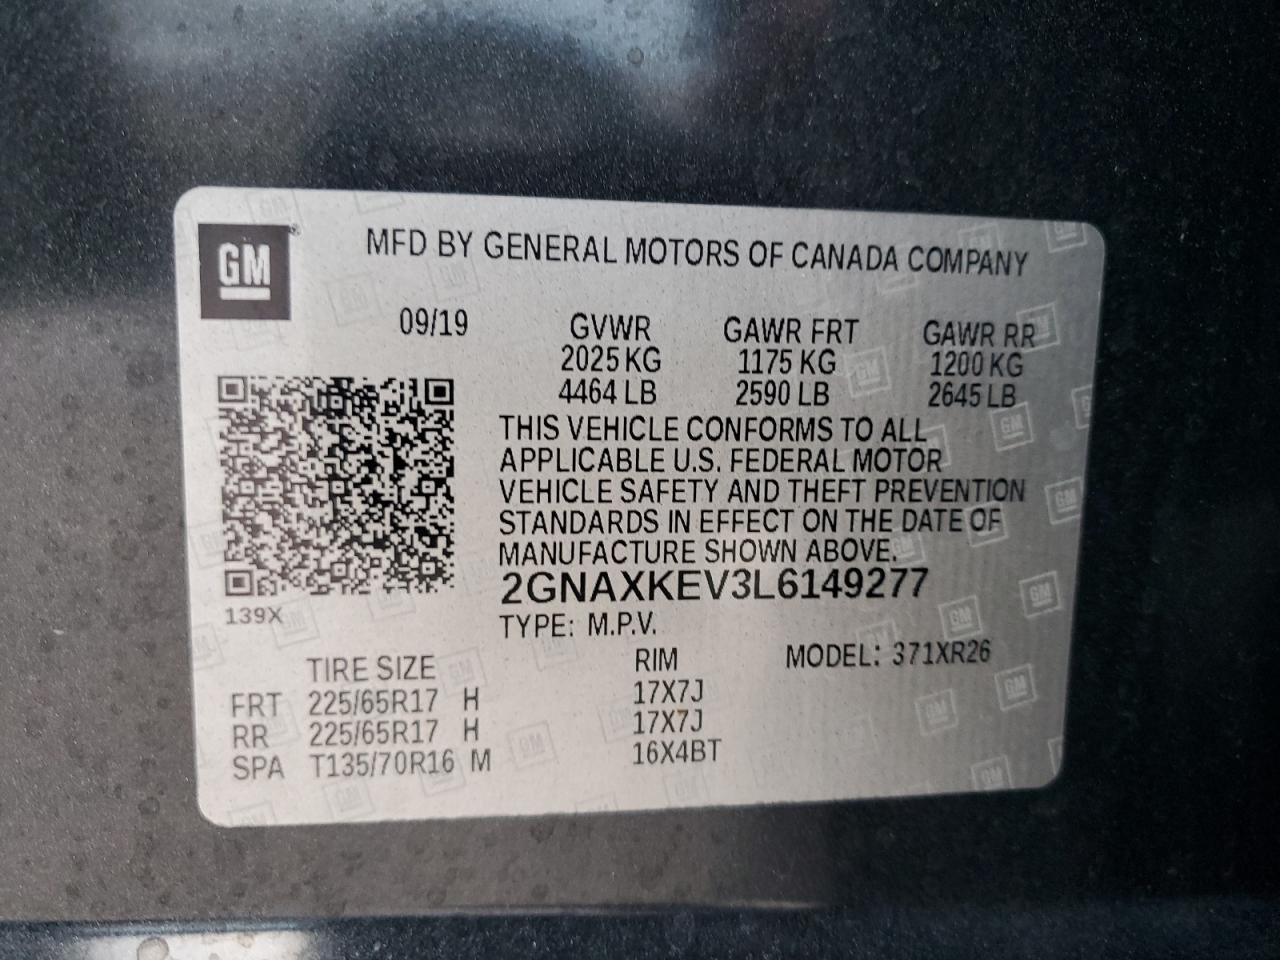 GM
MFD BY GENERAL MOTORS OF CANADA COMPANY
09/19 GVWR GAWR FRT GAWR RR
2025 KG 1175 KG 1200 KG
4464 LB 2590 LB 2645 LB
THIS VEHICLE CONFORMS TO ALL
APPLICABLE U.S. FEDERAL MOTOR
VEHICLE SAFETY AND THEFT PREVENTION
STANDARDS IN EFFECT ON THE DATE OF
MANUFACTURE SHOWN ABOVE.
2GNAXKEV3L6149277
139X
TYPE: M.P.V.
TIRE SIZE RIM MODEL: 371XR26
FRT 225/65R17 H 17X7J
RR 225/65R17 H 17X7J
SPA T135/70R16 M 16X4BT